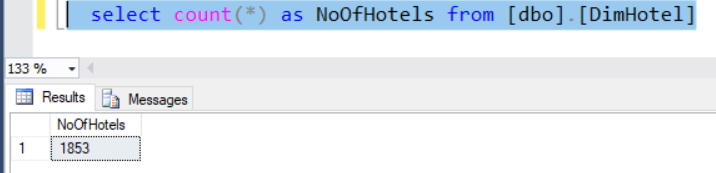 select count(*) as NoOfHotels from [dbo].[DimHotel]
133 %
Results Messages
NoOfHotels
1 1853